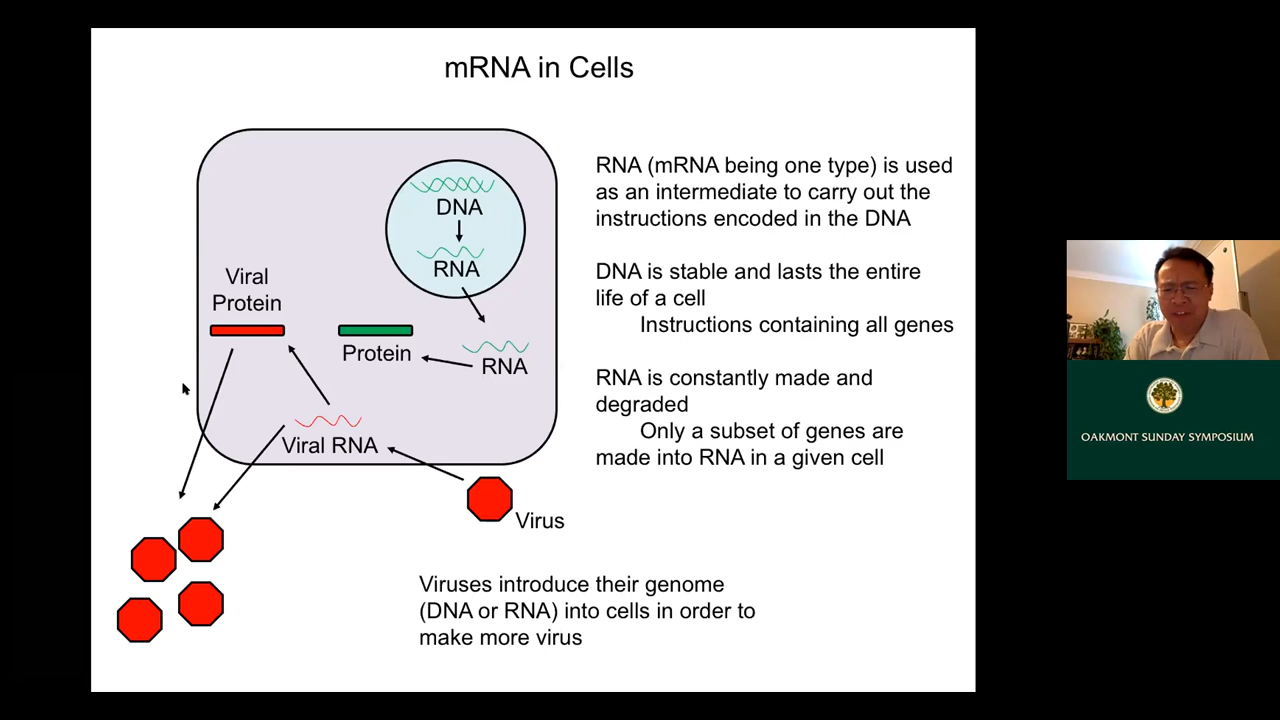 mRNA in Cells
DNA
RNA
Viral
Protein
Protein
RNA
Viral RNA
Virus
RNA (mRNA being one type) is used
as an intermediate to carry out the
instructions encoded in the DNA
DNA is stable and lasts the entire
life of a cell
Instructions containing all genes
RNA is constantly made and
degraded
Only a subset of genes are
made into RNA in a given cell
Viruses introduce their genome
(DNA or RNA) into cells in order to
make more virus
OAKMONT SUNDAY SYMPOSIUM